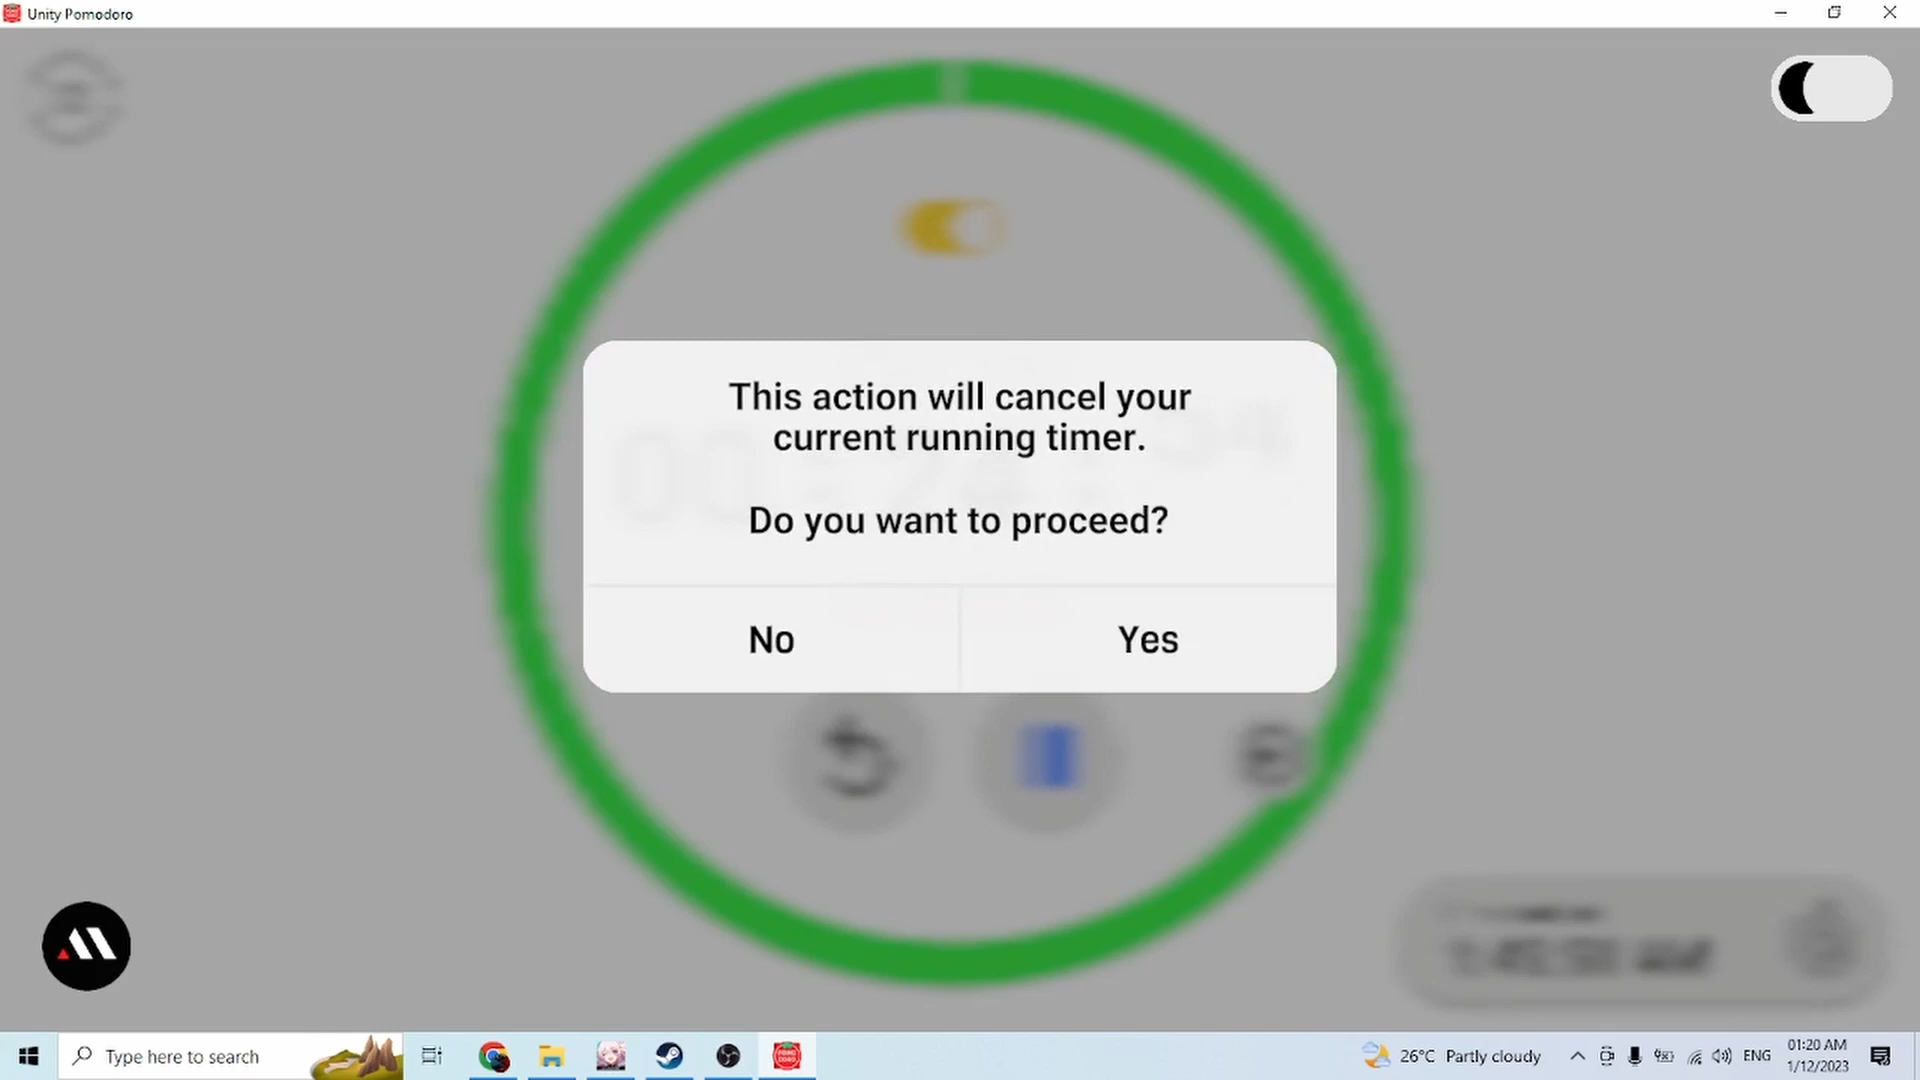 Unity Pomodoro
This action will cancel your
current running timer.
Do you want to proceed?
No
Yes
Type here to search
26°C Partly cloudy
ENG
01:20 AM
1/12/2023